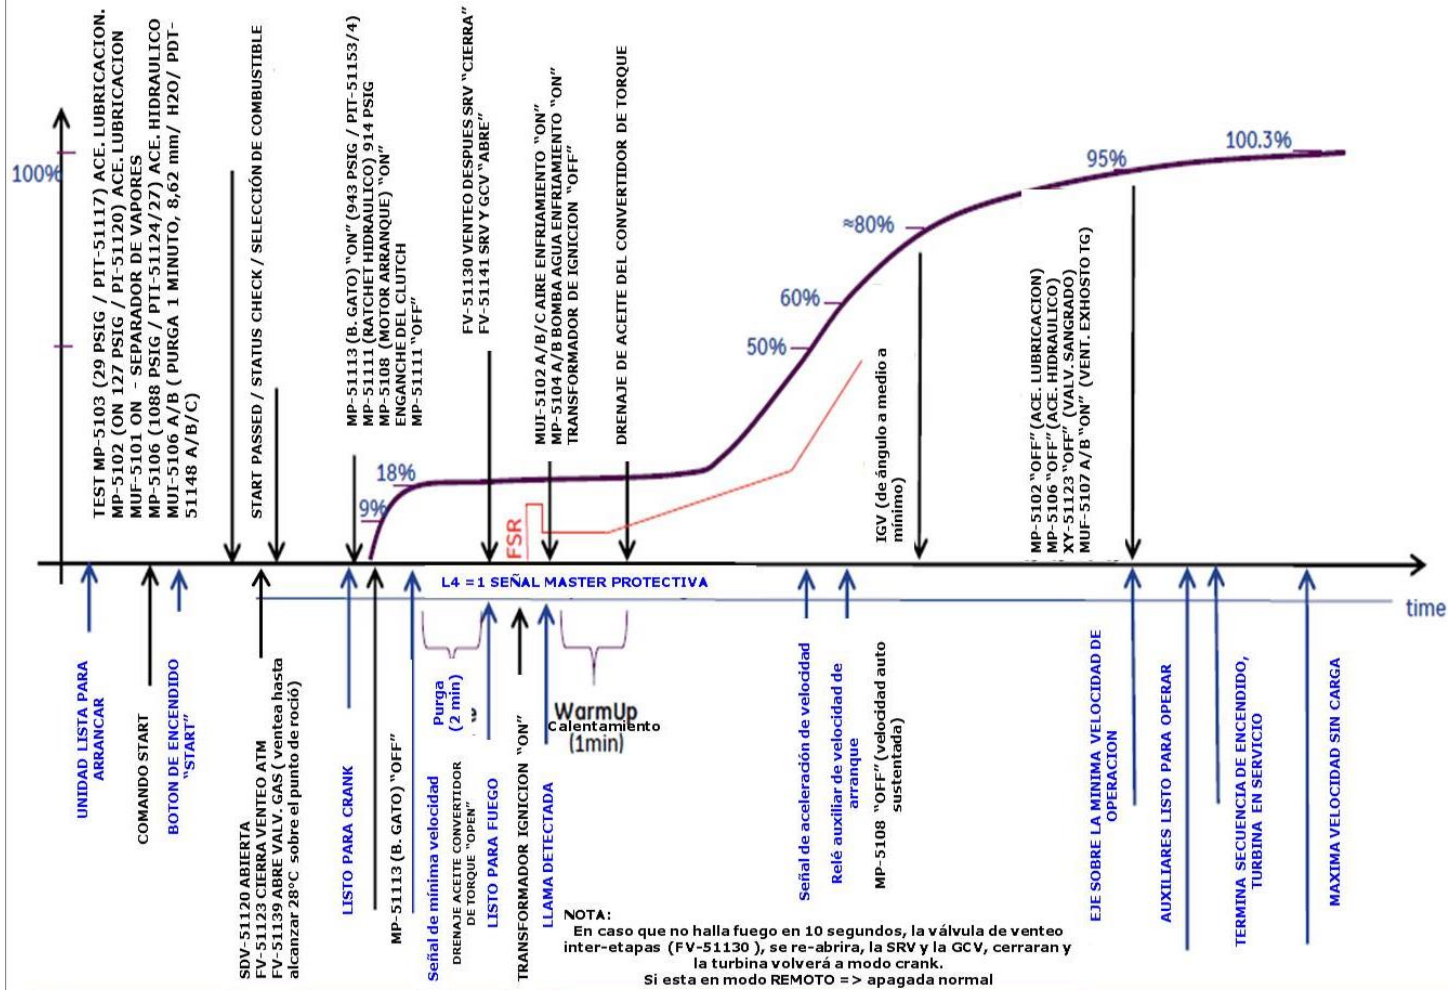 TEST MP-5103 (29 PSIG / PIT-51117) ACE. LUBRICACION.
MP-5102 (ON 127 PSIG / PI-51120) ACE. LUBRICACION
MUF-5101 ON - SEPARADOR DE VAPORES
MP-5106 (1088 PSIG / PTI-51124/27) ACE. HIDRAULICO
MUI-5106 A/B ( PURGA 1 MINUTO, 8,62 mm/ H2O/ PDT-
51148 A/B/C)
START PASSED / STATUS CHECK / SELECCIÓN DE COMBUSTIBLE
MP-51113 (B. GATO) "ON" (943 PSIG / PIT-51153/4)
MP-51111 (RATCHET HIDRAULICO) 914 PSIG
MP-5108 (MOTOR ARRANQUE) "ON"
ENGANCHE DEL CLUTCH
MP-51111 "OFF"
FV-51130 VENTEO DESPUES SRV "CIERRA"
FV-51141 SRV Y GCV "ABRE"
MUI-5102 A/B/C AIRE ENFRIAMIENTO "ON"
MP-5104 A/B BOMBA AGUA ENFRIAMIENTO "ON"
TRANSFORMADOR DE IGNICION "OFF"
DRENAJE DE ACEITE DEL CONVERTIDOR DE TORQUE
IGV (de ángulo a medio a
mínimo)
MP-5102 "OFF" (ACE. LUBRICACION)
MP-5106 "OFF" (ACE. HIDRAULICO)
XY-51123 "OFF" (VALV. SANGRADO)
MUF-5107 A/B "ON" (VENT. EXHOSTO TG)
100%
9%
18%
50%
60%
≈80%
95%
100.3%
FSR
L4 =1 SEÑAL MASTER PROTECTIVA
time
UNIDAD LISTA PARA
ARRANCAR
COMANDO START
BOTON DE ENCENDIDO
"START"
SDV-51120 ABIERTA
FV-51123 CIERRA VENTEO ATM
FV-51139 ABRE VALV. GAS ( ventea hasta
alcanzar 28°C sobre el punto de roció)
LISTO PARA CRANK
MP-51113 (B. GATO) "OFF"
Señal de mínima velocidad
Purga
(2 min)
DRENAJE ACEITE CONVERTIDOR
DE TORQUE "OPEN"
LISTO PARA FUEGO
TRANSFORMADOR IGNICION "ON"
LLAMA DETECTADA
WarmUp
Calentamiento
(1min)
Señal de aceleración de velocidad
Relé auxiliar de velocidad de
arranque
MP-5108 "OFF" (velocidad auto
sustentada)
EJE SOBRE LA MINIMA VELOCIDAD DE
OPERACION
AUXILIARES LISTO PARA OPERAR
TERMINA SECUENCIA DE ENCENDIDO,
TURBINA EN SERVICIO
MAXIMA VELOCIDAD SIN CARGA
NOTA:
En caso que no halla fuego en 10 segundos, la válvula de venteo
inter-etapas (FV-51130 ), se re-abrira, la SRV y la GCV, cerraran y
la turbina volverá a modo crank.
Si esta en modo REMOTO => apagada normal